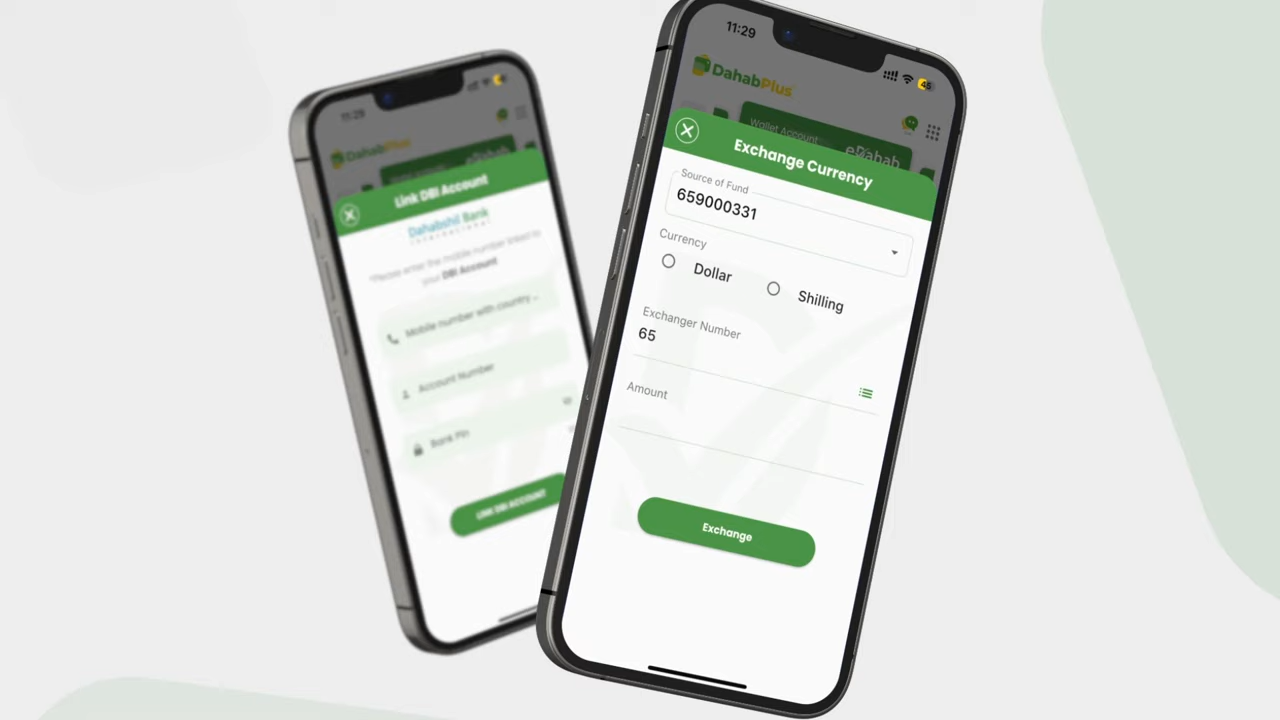 11:29
DahabPlus
Link DBI Account
Dahabshil Bank
International
*Please enter the mobile number linked to
your DBI Account
Mobile number with country ...
Account Number
Bank Pin
LINK DBI ACCOUNT
11:29
45
DahabPlus
Wallet Account
eDahab
Exchange Currency
Source of Fund
659000331
Currency
Dollar
Shilling
Exchanger Number
65
Amount
Exchange